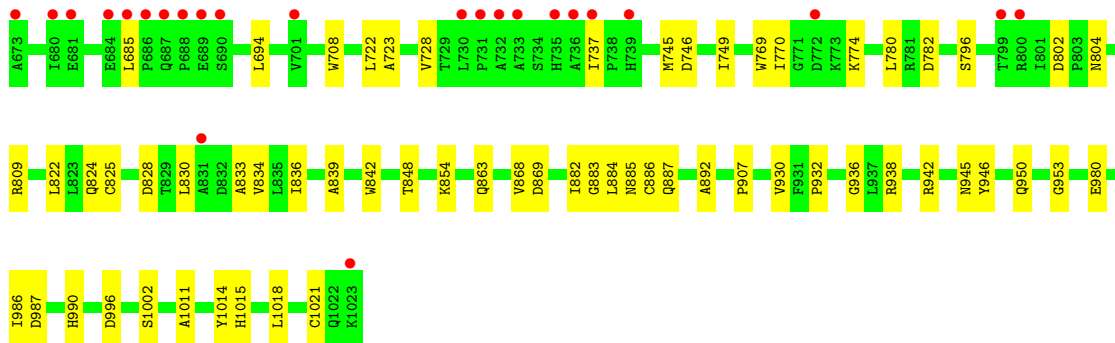 A673 I680 E681 E684 L685 P686 Q687 P688 E689 S690 L694 V701 W708 L722 A723 V728 T729 L730 P731 A732 A733 S734 H735 A736 I737 P738 H739 M745 D746 I749 W769 I770 G771 D772 K773 K774 L780 R781 D782 S796 T799 R800 I801 D802 P803 N804
R809 L822 L823 Q824 C825 D828 T829 L830 A831 D832 A833 V834 L835 I836 A839 W842 T848 K854 Q863 V868 D869 I882 G883 L884 N885 C886 Q887 A892 P907 V930 F931 P932 G936 L937 R938 R942 N945 Y946 Q950 G953 E980
I986 D987 H990 D996 S1002 A1011 Y1014 H1015 L1018 C1021 Q1022 K1023